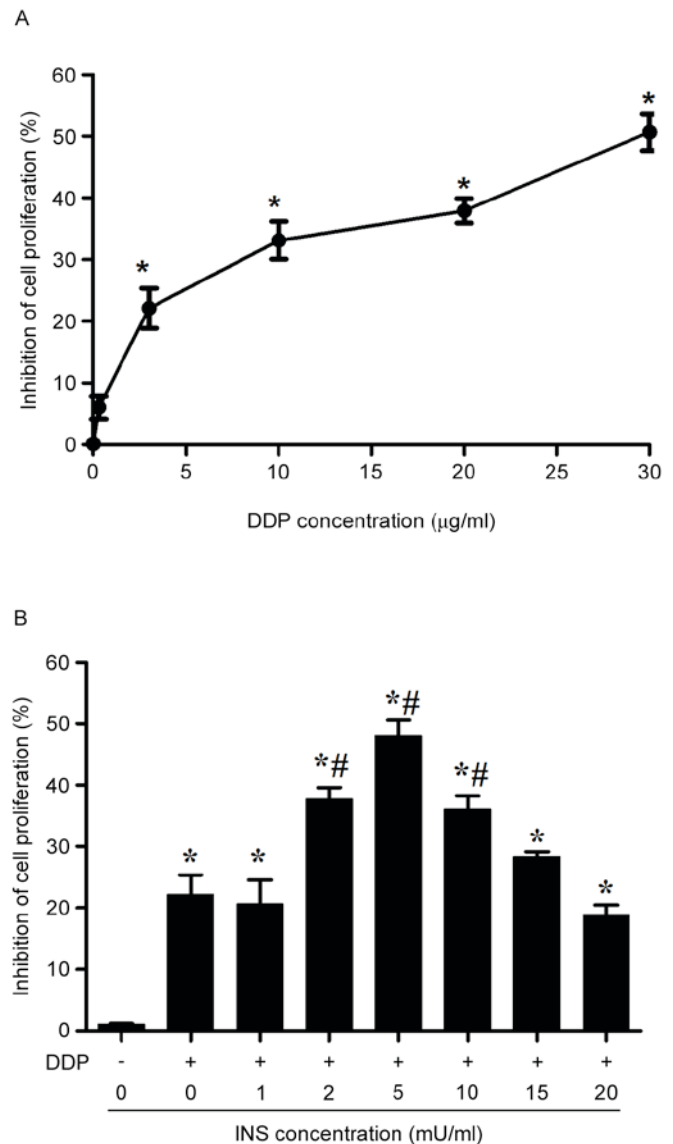 A
60
50
40
30
20
10
0
Inhibition of cell proliferation (%)
*
*
*
*
0 5 10 15 20 25 30
DDP concentration (μg/ml)
B
60
50
40
30
20
10
0
Inhibition of cell proliferation (%)
* * *# *# *# * *
DDP - + + + + + + +
0 0 1 2 5 10 15 20
INS concentration (mU/ml)